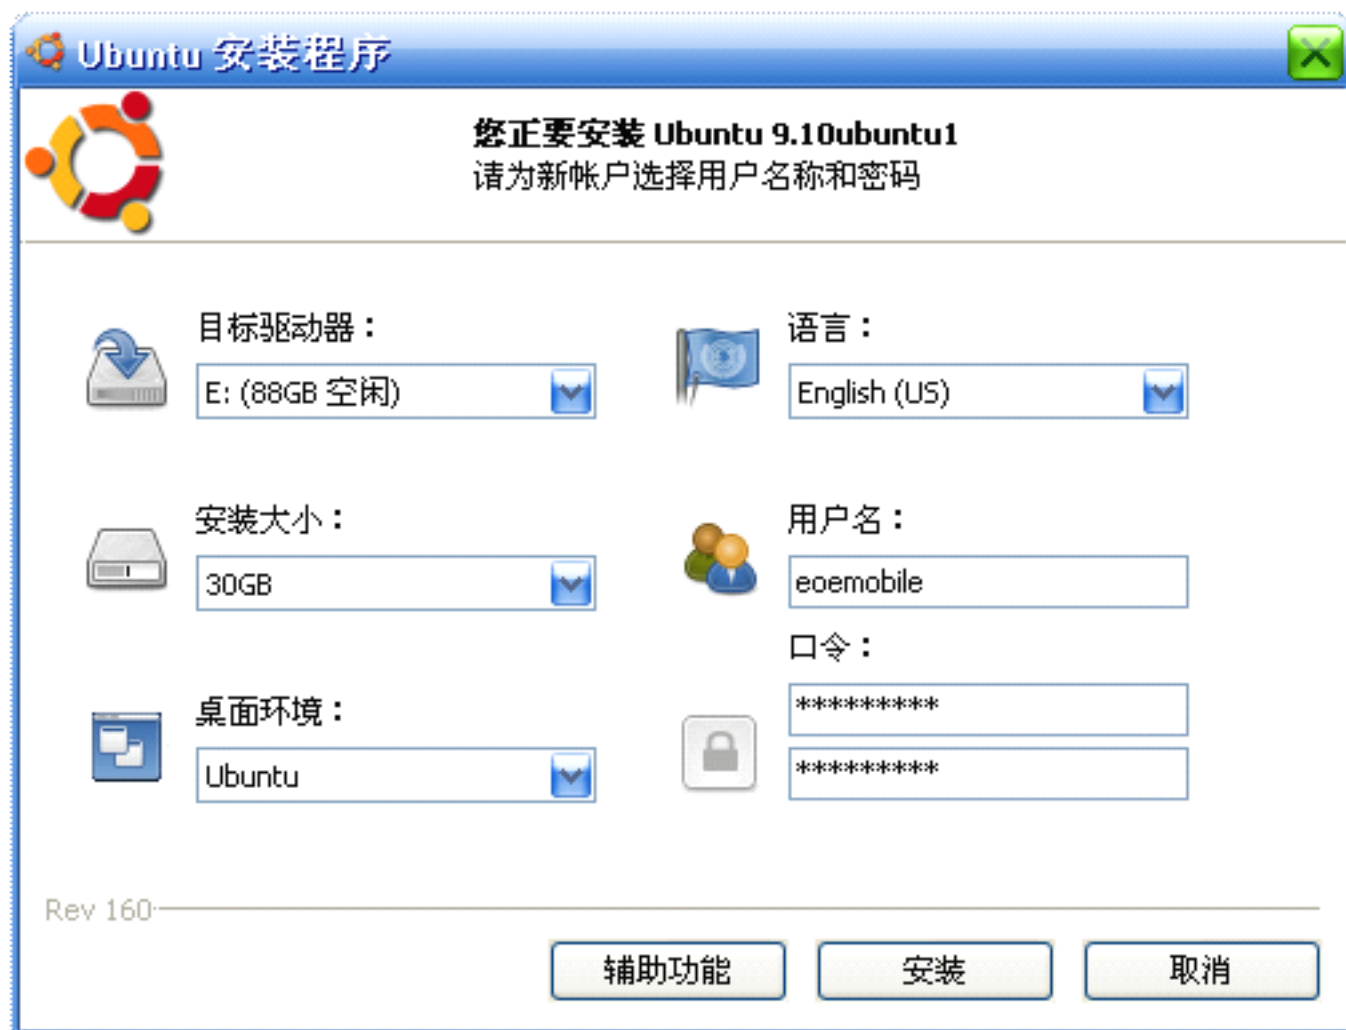 Ubuntu 安装程序
您正要安装 Ubuntu 9.10ubuntu1
请为新帐户选择用户名称和密码
目标驱动器：
E: (88GB 空闲)
语言：
English (US)
安装大小：
30GB
用户名：
eoemobile
口令：
*********
*********
桌面环境：
Ubuntu
Rev 160
辅助功能
安装
取消